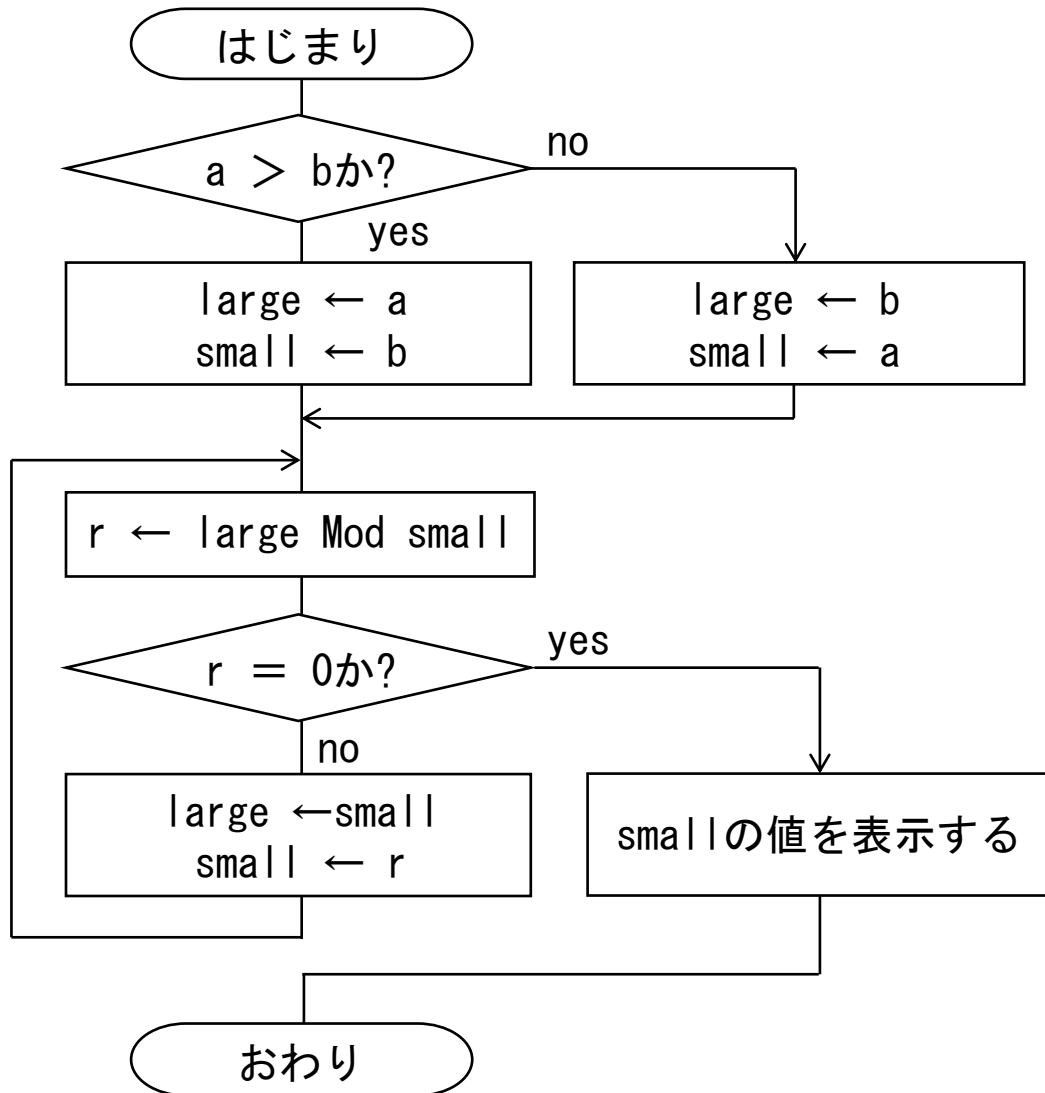 はじまり
a ＞ bか?
no
yes
large ← a
small ← b
large ← b
small ← a
r ← large Mod small
r ＝ 0か?
yes
no
large ←small
small ← r
smallの値を表示する
おわり